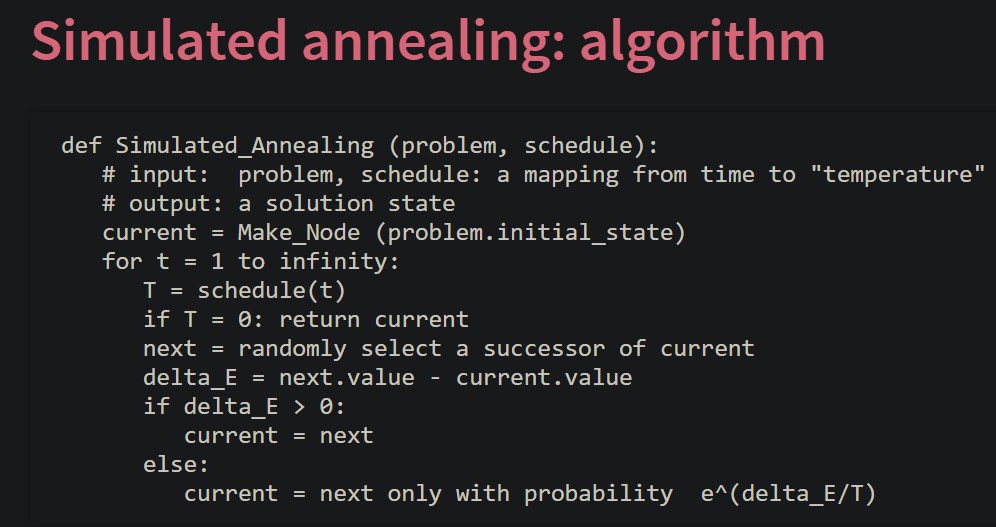 Simulated annealing: algorithm
def Simulated_Annealing (problem, schedule):
# input:  problem, schedule: a mapping from time to "temperature"
# output: a solution state
current = Make_Node (problem.initial_state)
for t = 1 to infinity:
T = schedule(t)
if T = 0: return current
next = randomly select a successor of current
delta_E = next.value - current.value
if delta_E > 0:
current = next
else:
current = next only with probability  e^(delta_E/T)